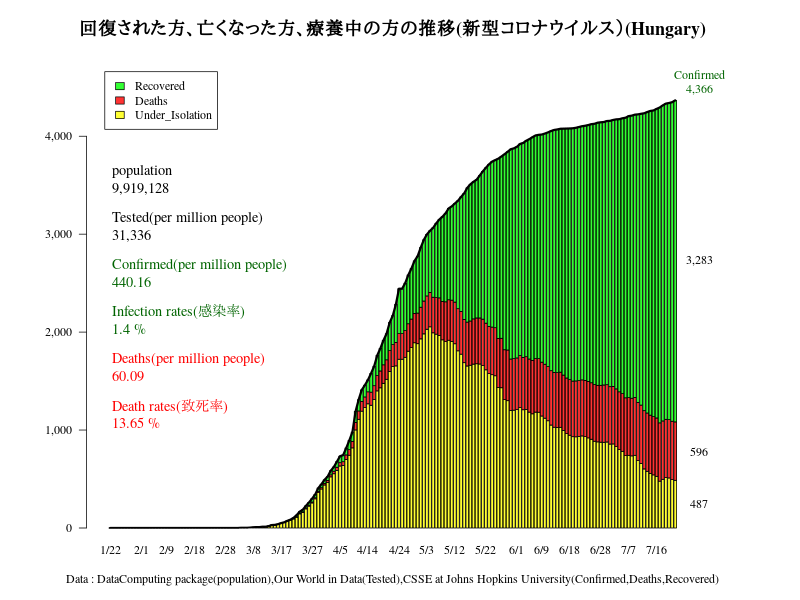 回復された方、亡くなった方、療養中の方の推移(新型コロナウイルス）(Hungary)
Recovered
Deaths
Under_Isolation
Confirmed
4,366
population
9,919,128
Tested(per million people)
31,336
Confirmed(per million people)
440.16
Infection rates(感染率)
1.4 %
Deaths(per million people)
60.09
Death rates(致死率)
13.65 %
4,000
3,000
2,000
1,000
0
3,283
596
487
1/22 2/1 2/9 2/18 2/28 3/8 3/17 3/27 4/5 4/14 4/24 5/3 5/12 5/22 6/1 6/9 6/18 6/28 7/7 7/16
Data : DataComputing package(population),Our World in Data(Tested),CSSE at Johns Hopkins University(Confirmed,Deaths,Recovered)